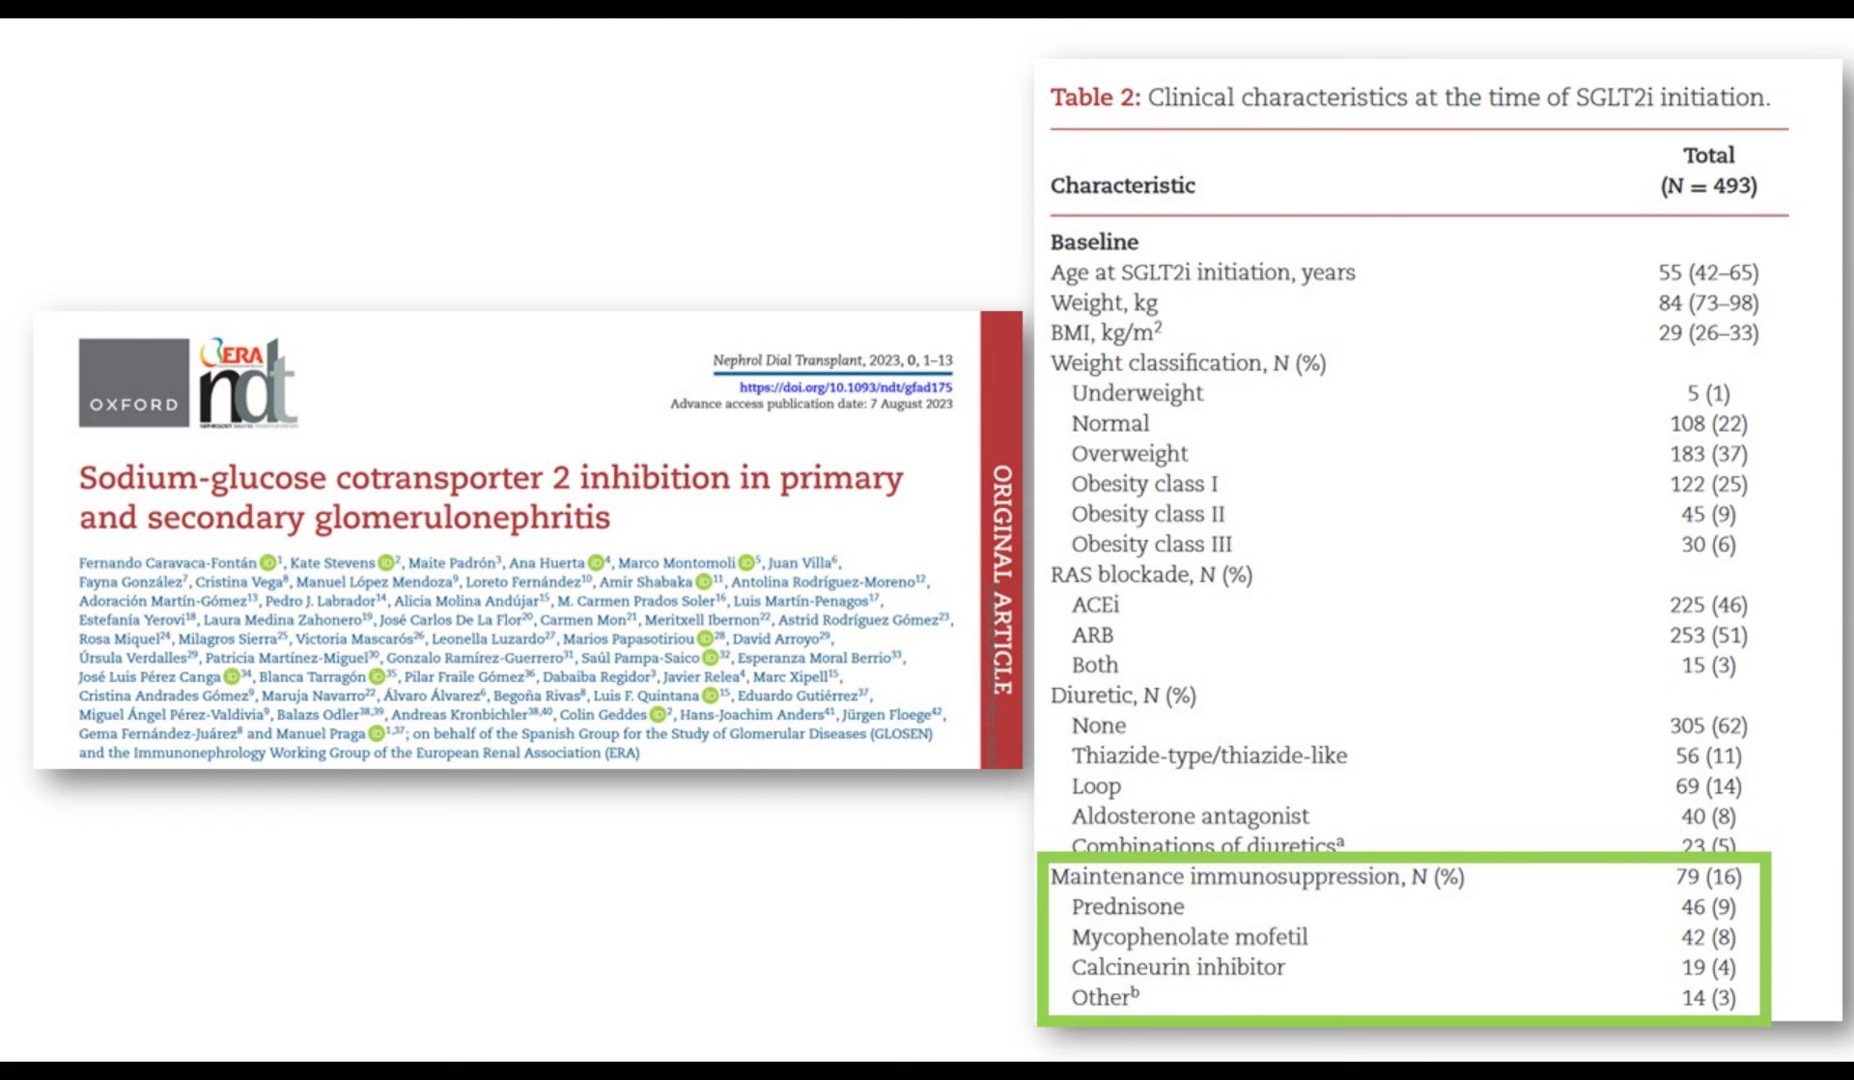 OXFORD
ERA
ndt
Nephrol Dial Transplant, 2023, 0, 1–13
https://doi.org/10.1093/ndt/gfad175
Advance access publication date: 7 August 2023
Sodium-glucose cotransporter 2 inhibition in primary
and secondary glomerulonephritis
Fernando Caravaca-Fontán¹, Kate Stevens², Maite Padrón³, Ana Huerta⁴, Marco Montomoli⁵, Juan Villa⁶,
Fayna González⁷, Cristina Vega⁸, Manuel López Mendoza⁹, Loreto Fernández¹⁰, Amir Shabaka¹¹, Antolina Rodríguez-Moreno¹²,
Adoración Martín-Gómez¹³, Pedro J. Labrador¹⁴, Alicia Molina Andújar¹⁵, M. Carmen Prados Soler¹⁶, Luis Martín-Penagos¹⁷,
Estefanía Yerovi¹⁸, Laura Medina Zahonero¹⁹, José Carlos De La Flor²⁰, Carmen Mon²¹, Meritxell Ibernon²², Astrid Rodríguez Gómez²³,
Rosa Miquel²⁴, Milagros Sierra²⁵, Victoria Mascarós²⁶, Leonella Luzardo²⁷, Marios Papasotiriou²⁸, David Arroyo²⁹,
Úrsula Verdalles²⁹, Patricia Martínez-Miguel³⁰, Gonzalo Ramírez-Guerrero³¹, Saúl Pampa-Saico³², Esperanza Moral Berrio³³,
José Luis Pérez Canga³⁴, Blanca Tarragón³⁵, Pilar Fraile Gómez³⁶, Dabaiba Regidor³, Javier Relea⁴, Marc Xipell¹⁵,
Cristina Andrades Gómez⁹, Maruja Navarro²², Álvaro Álvarez⁶, Begoña Rivas⁸, Luis F. Quintana¹⁵, Eduardo Gutiérrez³⁷,
Miguel Ángel Pérez-Valdivia⁹, Balazs Odler³⁸,³⁹, Andreas Kronbichler³⁸,⁴⁰, Colin Geddes², Hans-Joachim Anders⁴¹, Jürgen Floege⁴²,
Gema Fernández-Juárez⁸ and Manuel Praga¹,³⁷; on behalf of the Spanish Group for the Study of Glomerular Diseases (GLOSEN)
and the Immunonephrology Working Group of the European Renal Association (ERA)
ORIGINAL ARTICLE
Table 2: Clinical characteristics at the time of SGLT2i initiation.
Total
Characteristic (N = 493)
Baseline
Age at SGLT2i initiation, years 55 (42–65)
Weight, kg 84 (73–98)
BMI, kg/m² 29 (26–33)
Weight classification, N (%)
Underweight 5 (1)
Normal 108 (22)
Overweight 183 (37)
Obesity class I 122 (25)
Obesity class II 45 (9)
Obesity class III 30 (6)
RAS blockade, N (%)
ACEi 225 (46)
ARB 253 (51)
Both 15 (3)
Diuretic, N (%)
None 305 (62)
Thiazide-type/thiazide-like 56 (11)
Loop 69 (14)
Aldosterone antagonist 40 (8)
Combinations of diureticsᵃ 23 (5)
Maintenance immunosuppression, N (%) 79 (16)
Prednisone 46 (9)
Mycophenolate mofetil 42 (8)
Calcineurin inhibitor 19 (4)
Otherᵇ 14 (3)